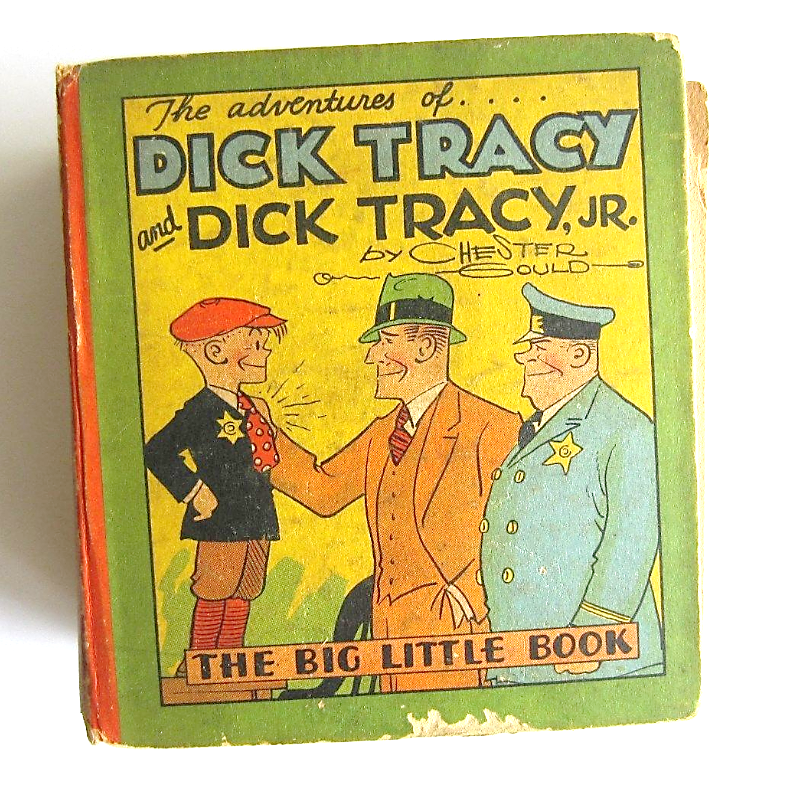 The adventures of....
DICK TRACY
and DICK TRACY, JR.
by CHESTER
GOULD
THE BIG LITTLE BOOK